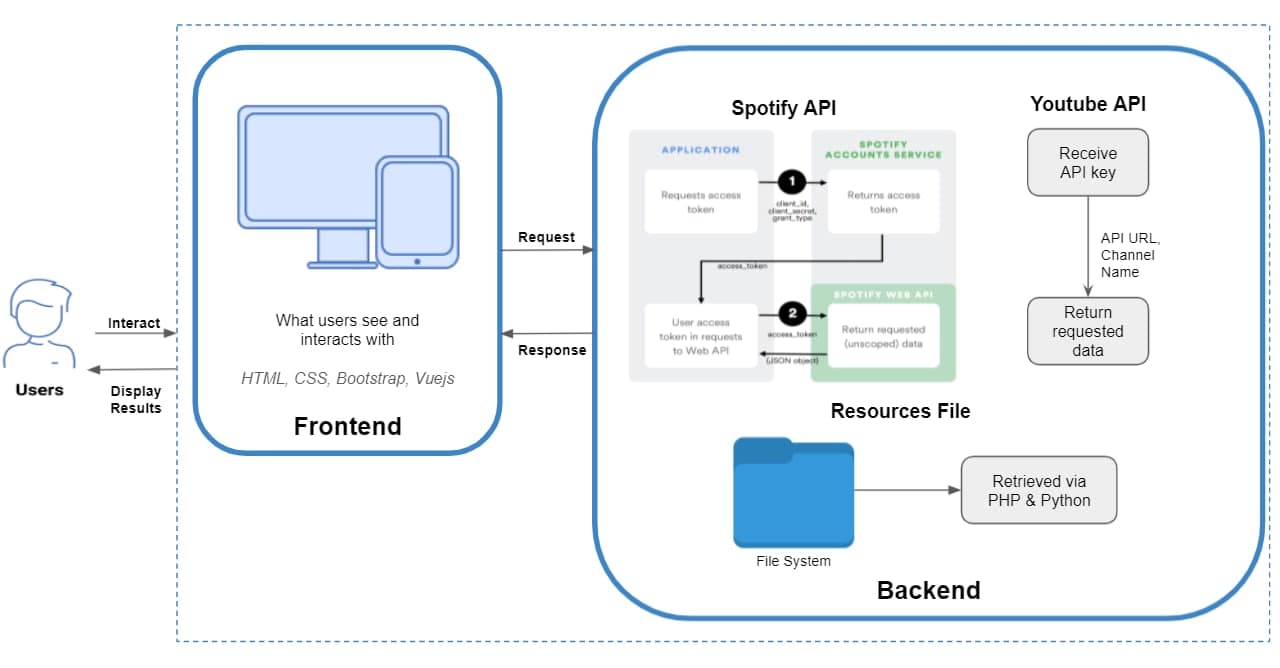 Users
Interact
Display
Results
What users see and
interacts with
HTML, CSS, Bootstrap, Vuejs
Frontend
Request
Response
Spotify API
APPLICATION
SPOTIFY
ACCOUNTS SERVICE
Requests access
token
1
client_id,
client_secret,
grant_type
Returns access
token
access_token
SPOTIFY WEB API
User access
token in requests
to Web API
2
access_token
(JSON object)
Return requested
(unscoped) data
Youtube API
Receive
API key
API URL,
Channel
Name
Return
requested
data
Resources File
File System
Retrieved via
PHP & Python
Backend